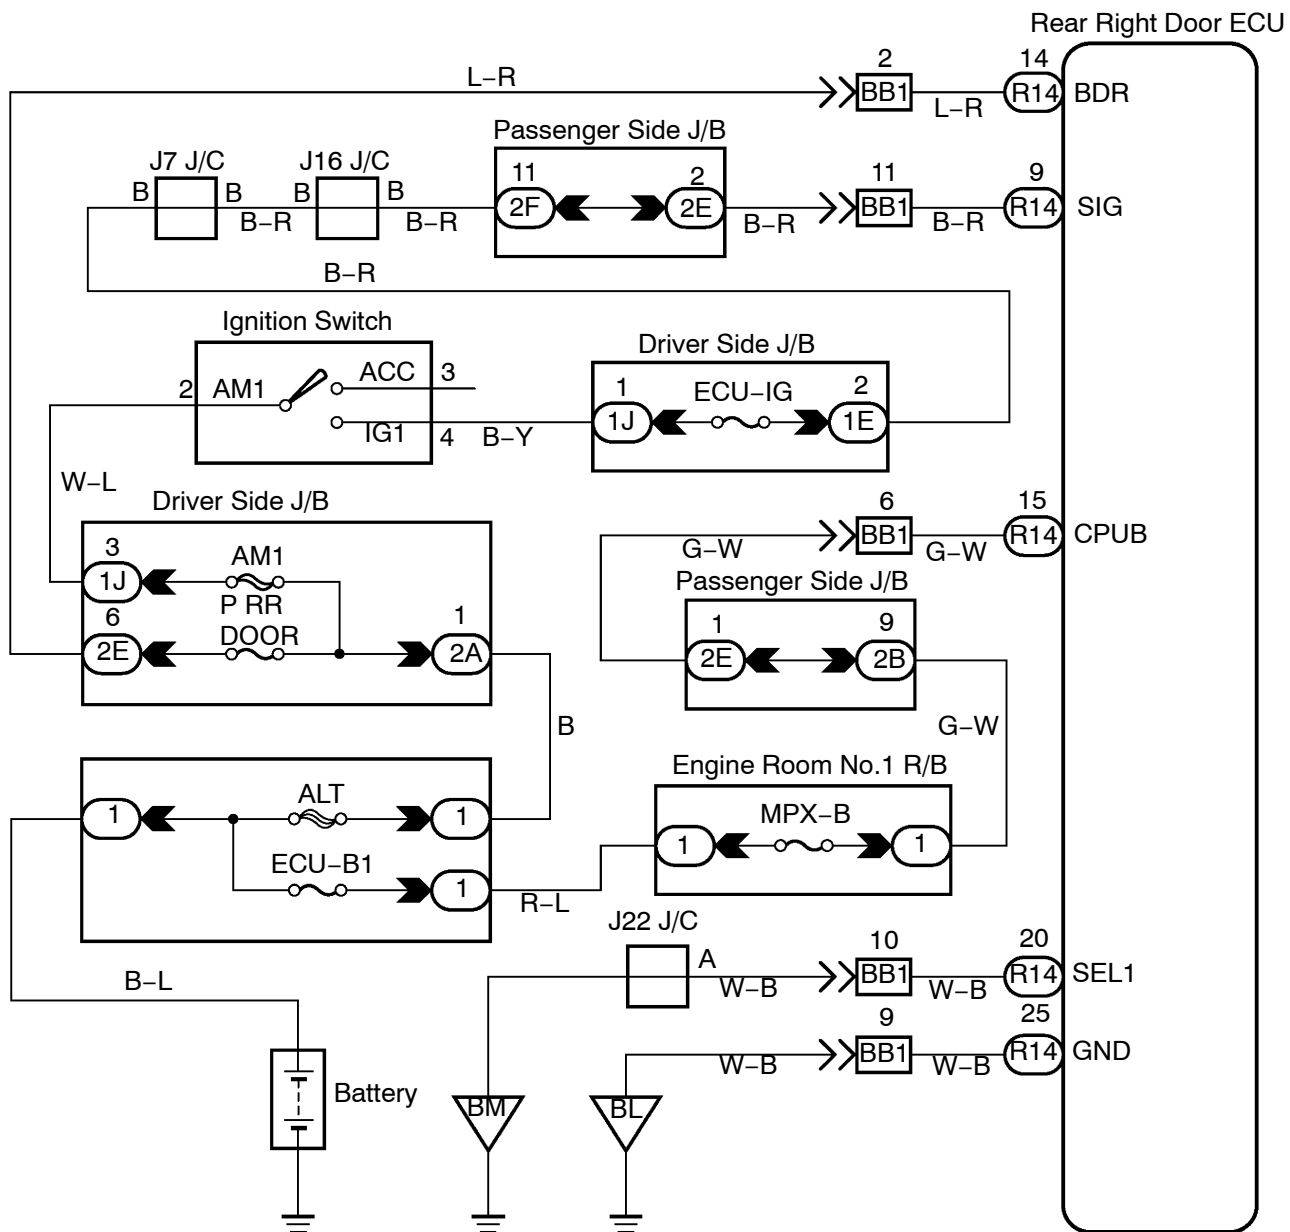 Rear Right Door ECU
L–R
2
BB1
L–R
14
R14
BDR
Passenger Side J/B
J7 J/C
J16 J/C
B
B
B–R
B
B
B–R
11
2F
2
2E
B–R
11
BB1
B–R
9
R14
SIG
B–R
Ignition Switch
2
AM1
ACC
3
IG1
4
B–Y
Driver Side J/B
1
1J
ECU–IG
2
1E
W–L
Driver Side J/B
3
1J
AM1
P RR
DOOR
6
2E
1
2A
G–W
6
BB1
G–W
15
R14
CPUB
Passenger Side J/B
1
2E
9
2B
B
G–W
Engine Room No.1 R/B
1
ALT
1
ECU–B1
1
R–L
1
MPX–B
1
J22 J/C
A
W–B
10
BB1
W–B
20
R14
SEL1
B–L
W–B
9
BB1
W–B
25
R14
GND
Battery
BM
BL